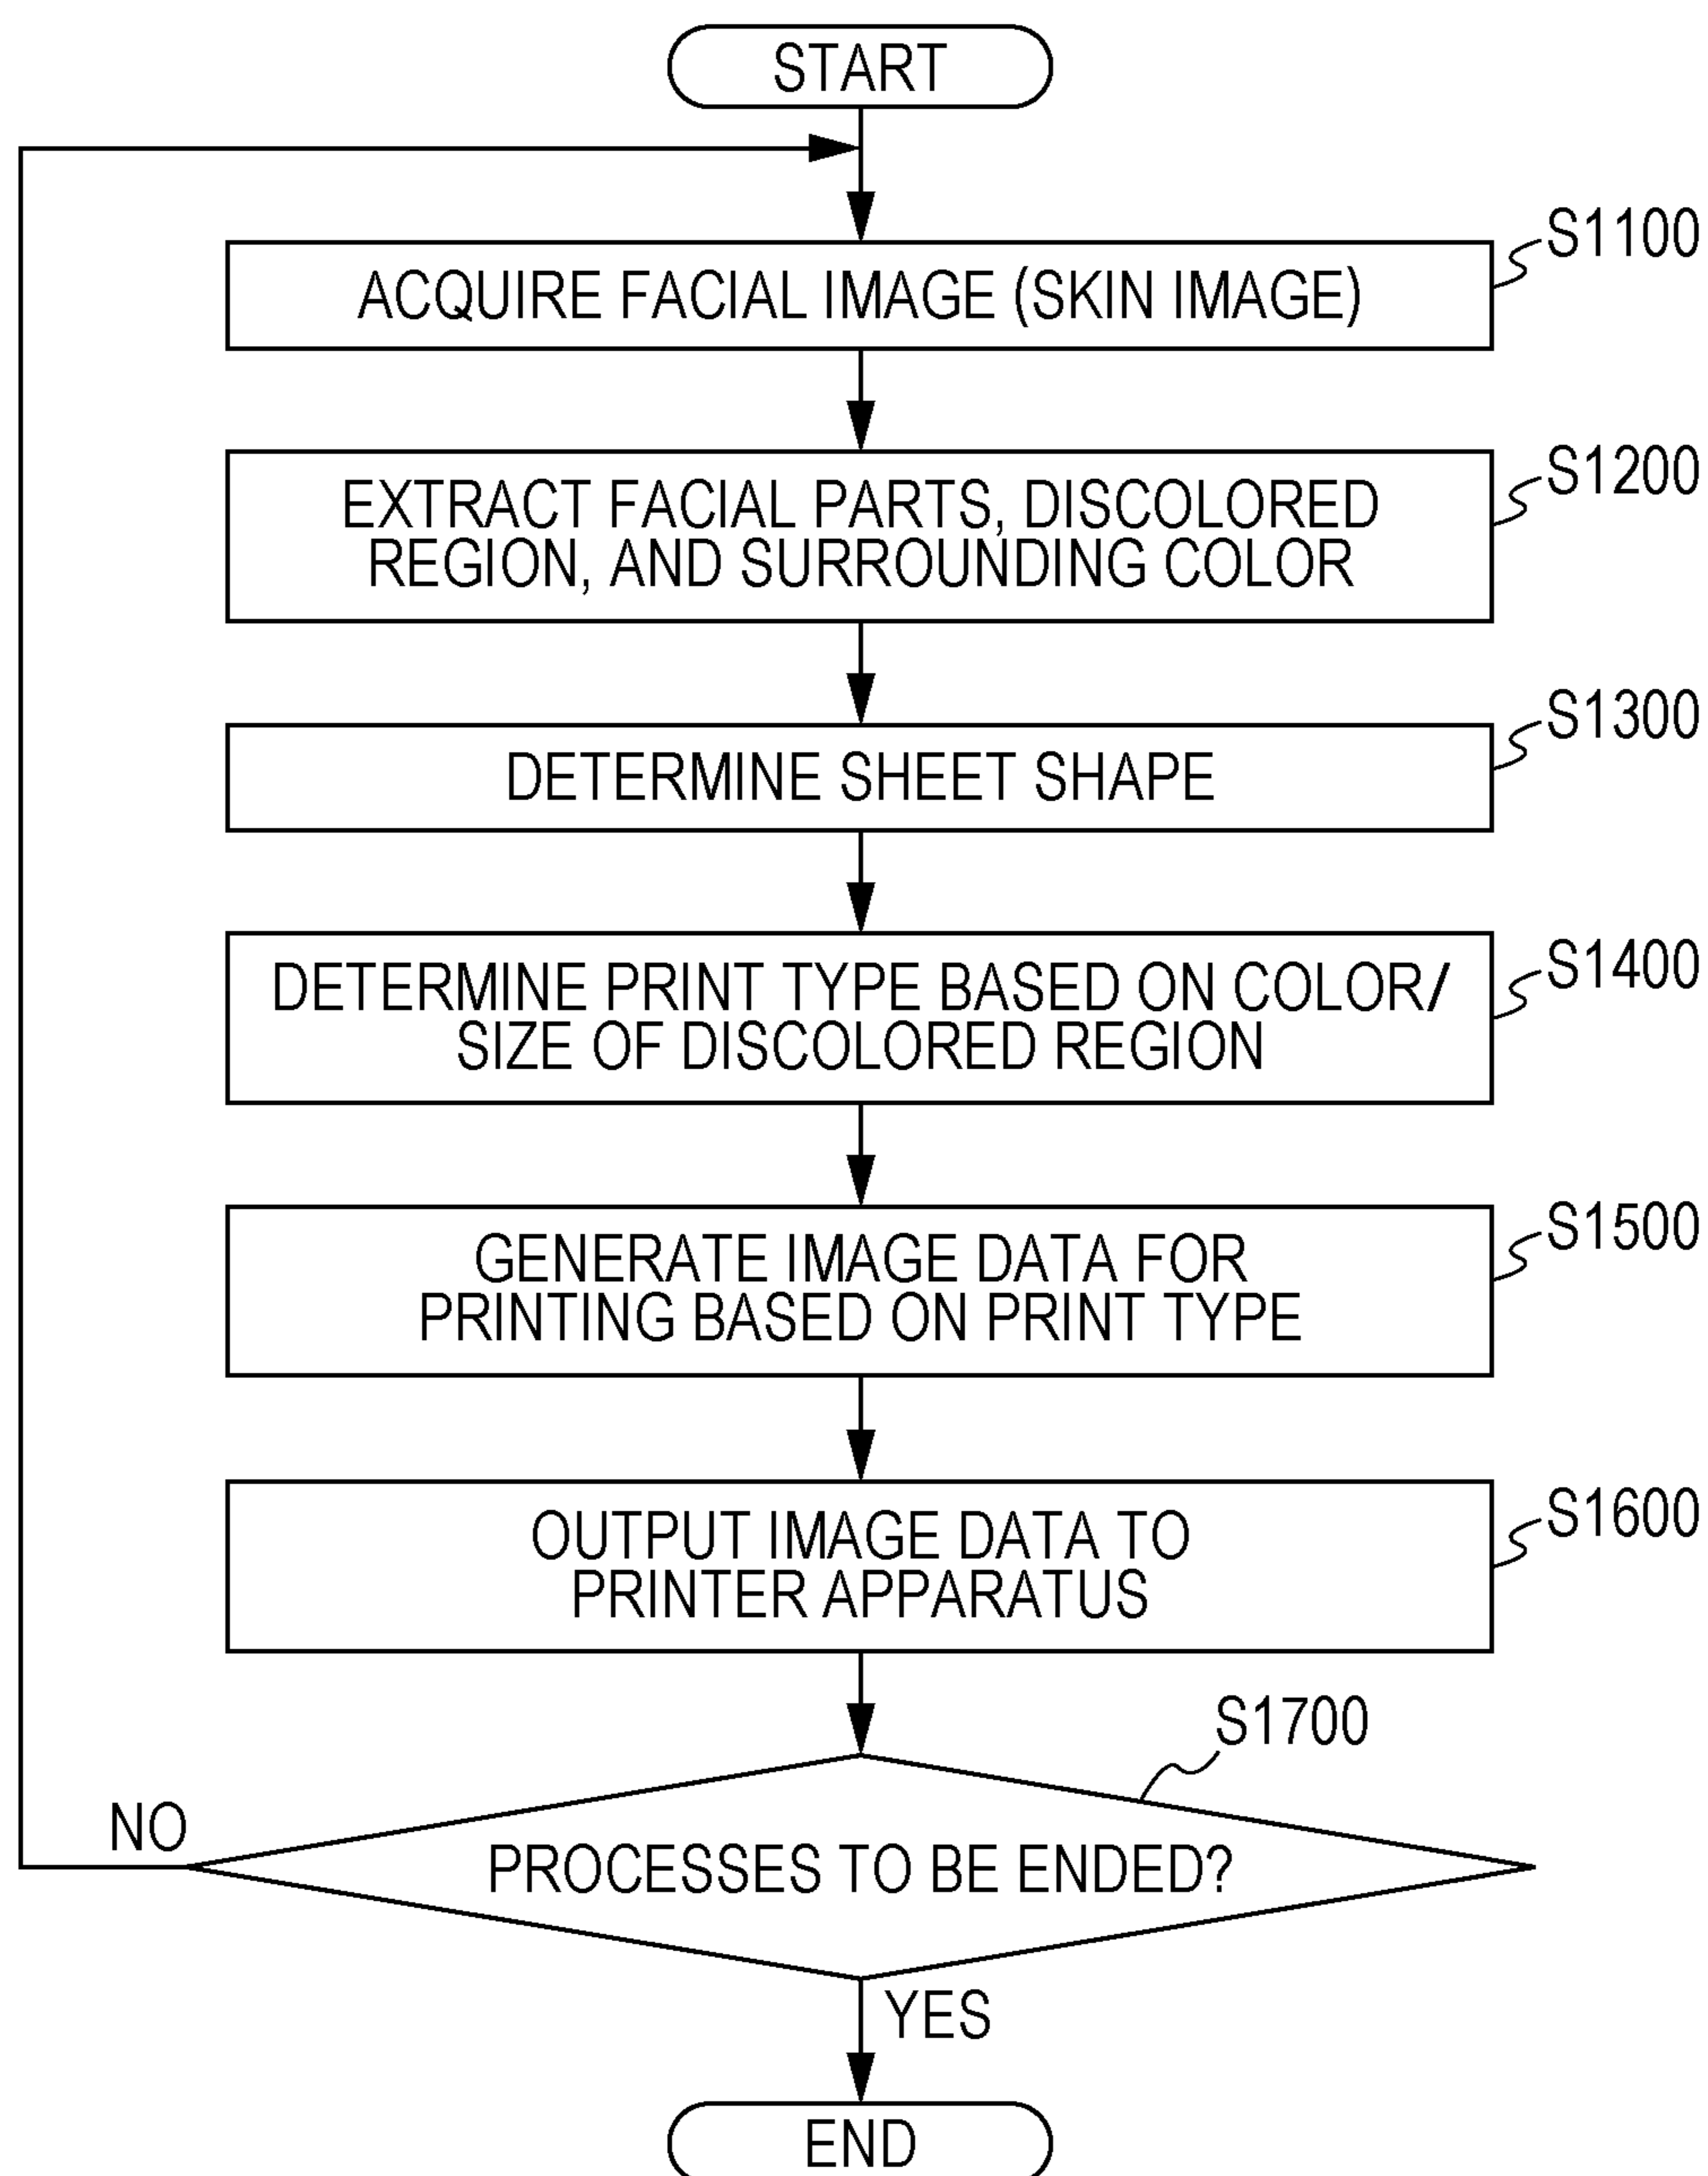 START
ACQUIRE FACIAL IMAGE (SKIN IMAGE)
S1100
EXTRACT FACIAL PARTS, DISCOLORED
REGION, AND SURROUNDING COLOR
S1200
DETERMINE SHEET SHAPE
S1300
DETERMINE PRINT TYPE BASED ON COLOR/
SIZE OF DISCOLORED REGION
S1400
GENERATE IMAGE DATA FOR
PRINTING BASED ON PRINT TYPE
S1500
OUTPUT IMAGE DATA TO
PRINTER APPARATUS
S1600
S1700
NO
PROCESSES TO BE ENDED?
YES
END